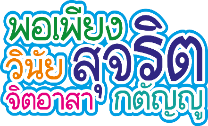 พอเพียง
วินัย สุจริต
จิตอาสา กตัญญู